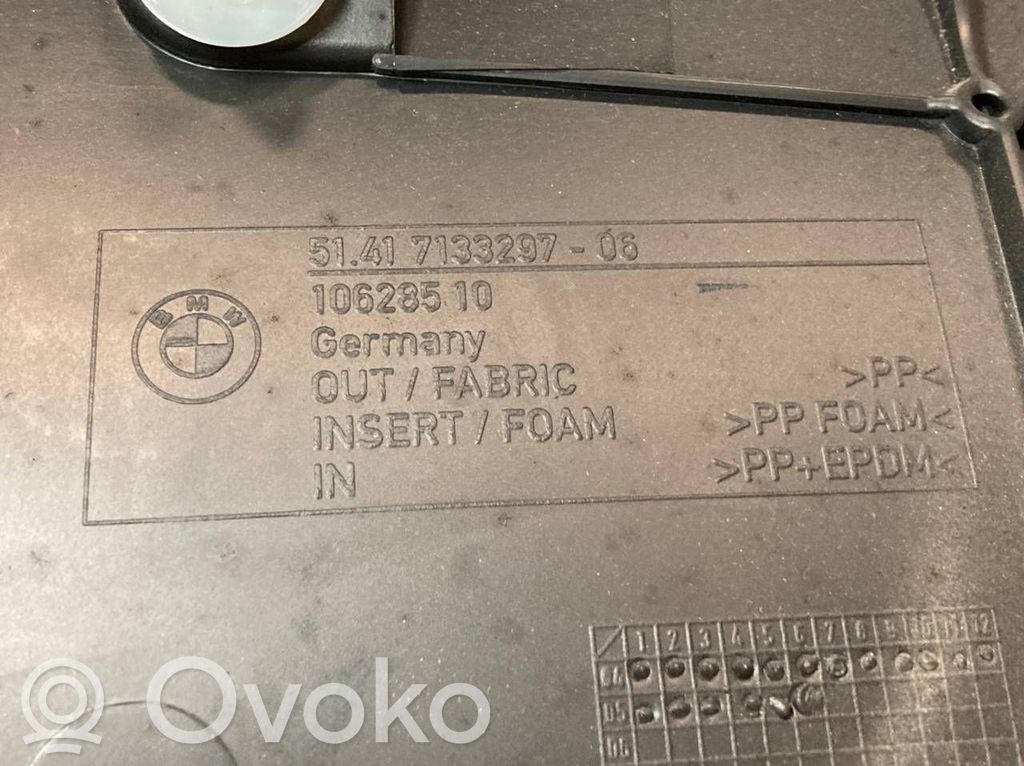 51.41 7133297-06
BMW
106285 10
Germany
OUT / FABRIC >PP<
INSERT / FOAM >PP FOAM<
IN >PP+EPDM<
1 2 3 4 5 6 7 8 9 10 11 12
04
05
06
Ovoko